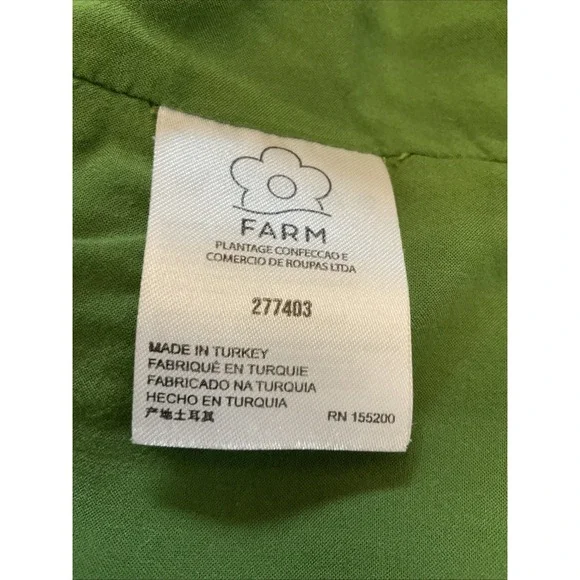 FARM
PLANTAGE CONFECCAO E
COMERCIO DE ROUPAS LTDA
277403
MADE IN TURKEY
FABRIQUÉ EN TURQUIE
FABRICADO NA TURQUIA
HECHO EN TURQUIA
产地土耳其 RN 155200